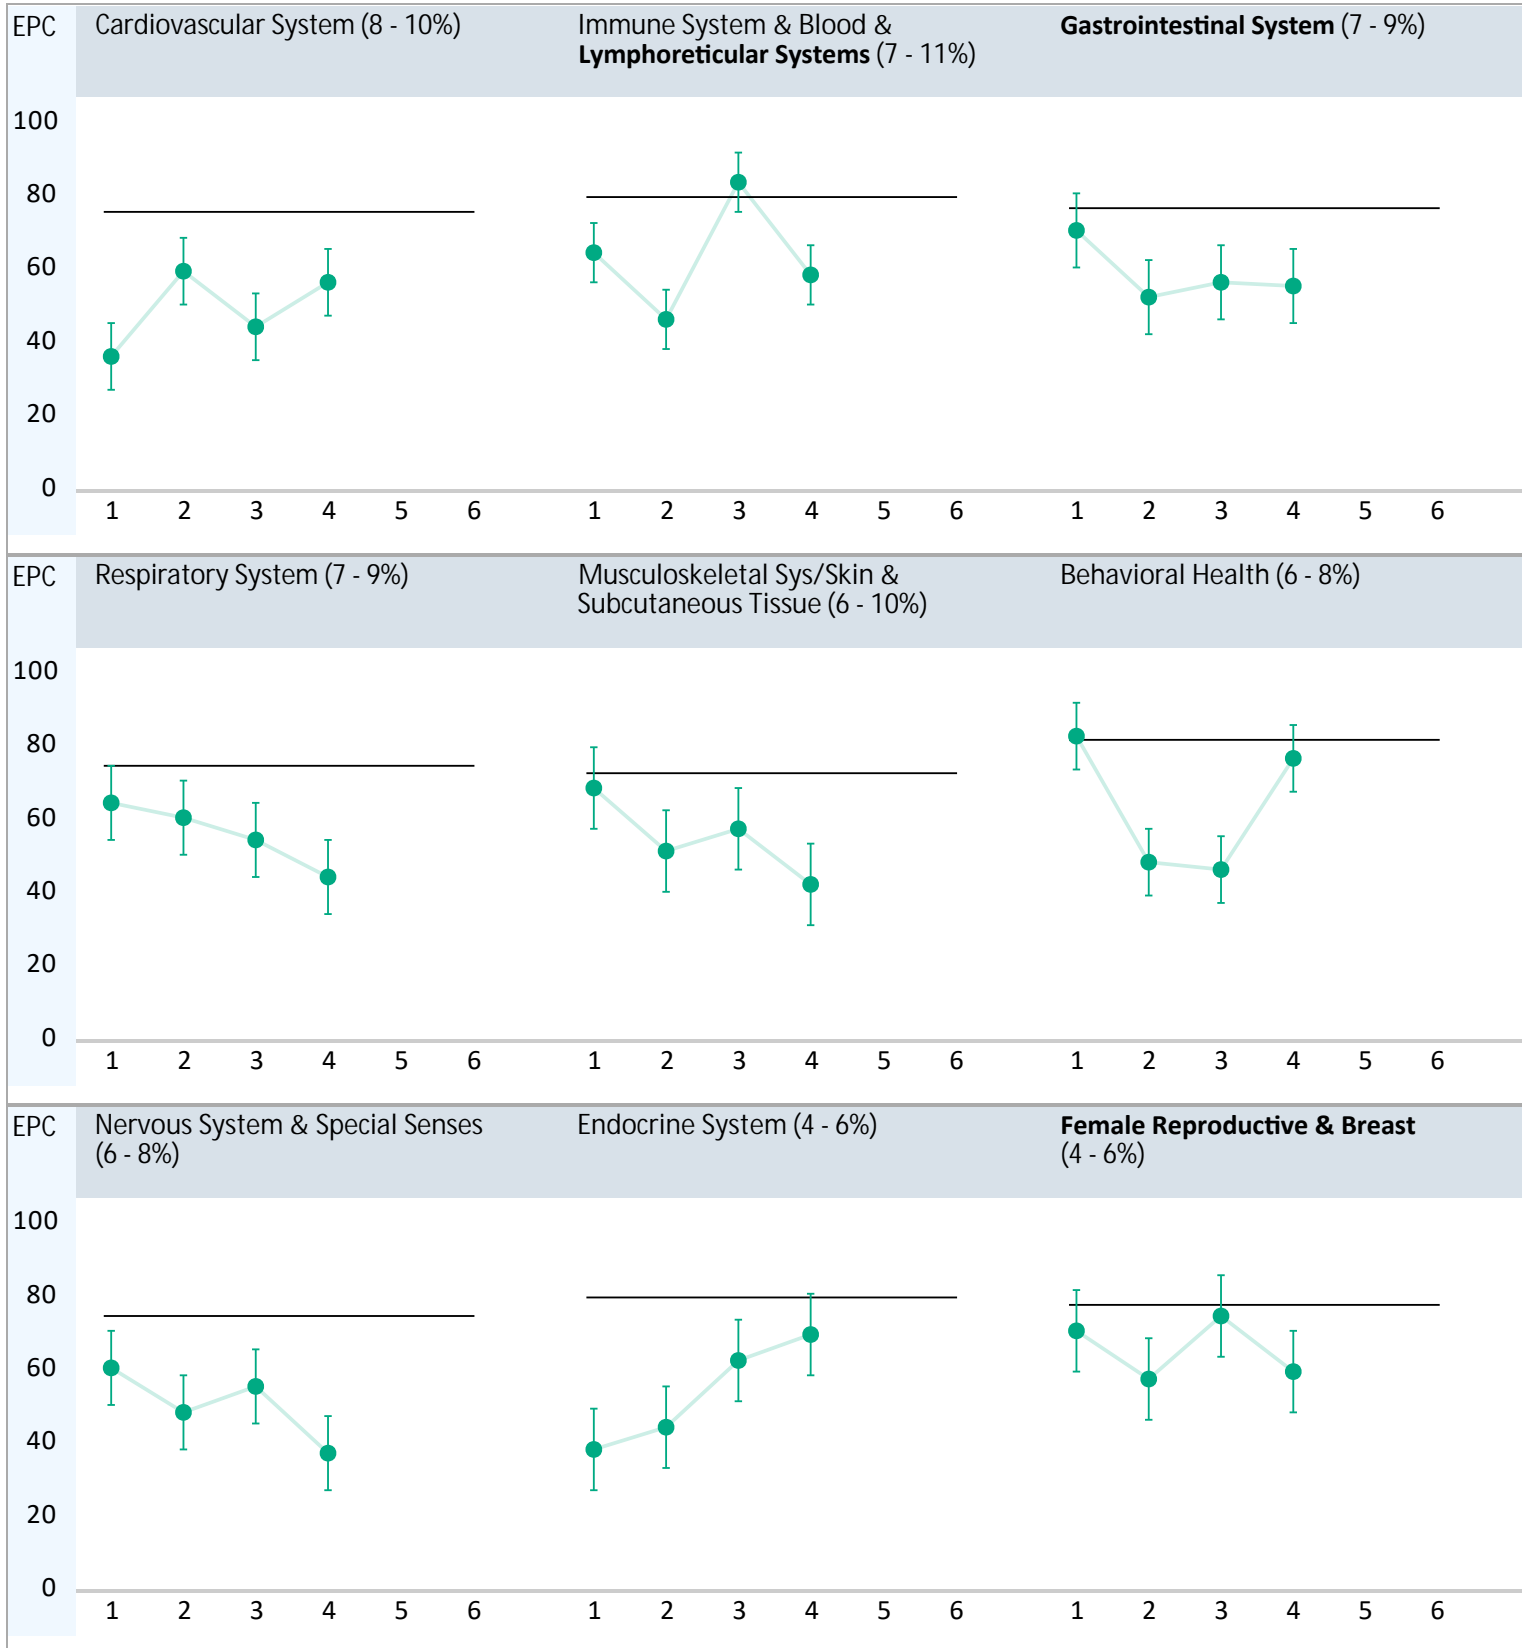 EPC Cardiovascular System (8 - 10%) Immune System & Blood & Gastrointestinal System (7 - 9%)
Lymphoreticular Systems (7 - 11%)
100
80
60
40
20
0
1 2 3 4 5 6 1 2 3 4 5 6 1 2 3 4 5 6
EPC Respiratory System (7 - 9%) Musculoskeletal Sys/Skin & Behavioral Health (6 - 8%)
Subcutaneous Tissue (6 - 10%)
100
80
60
40
20
0
1 2 3 4 5 6 1 2 3 4 5 6 1 2 3 4 5 6
EPC Nervous System & Special Senses Endocrine System (4 - 6%) Female Reproductive & Breast
(6 - 8%) (4 - 6%)
100
80
60
40
20
0
1 2 3 4 5 6 1 2 3 4 5 6 1 2 3 4 5 6